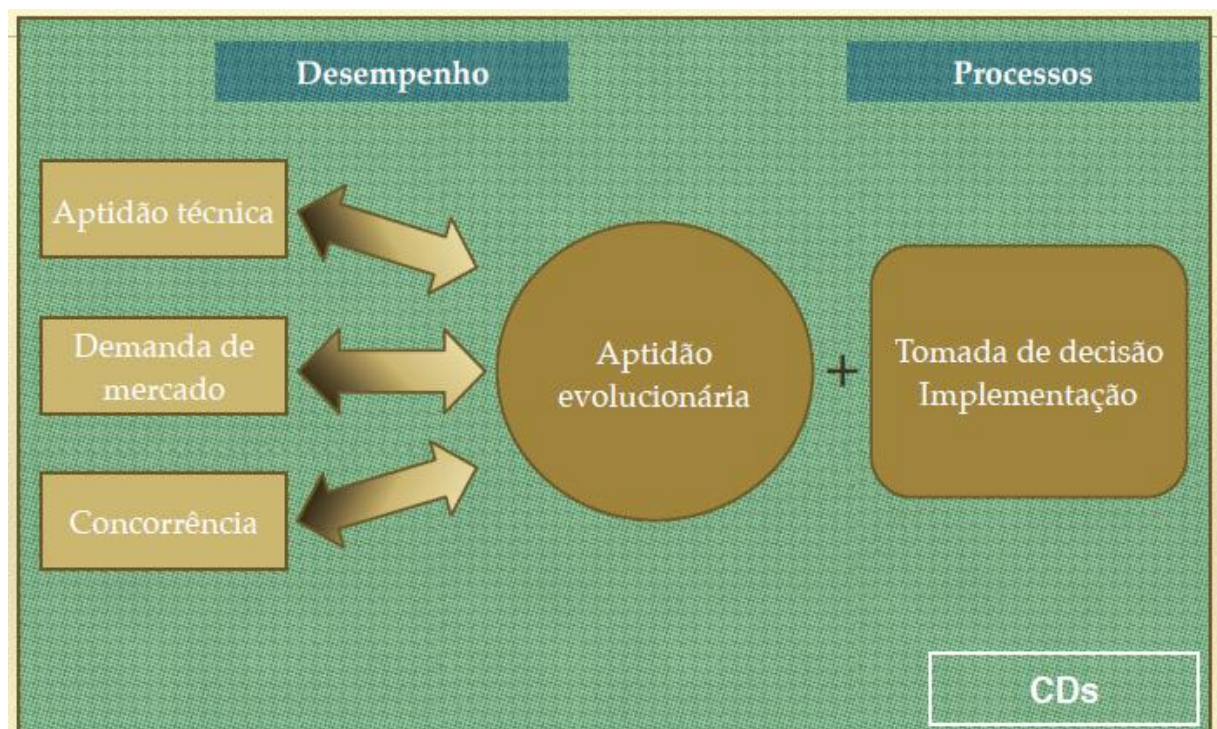 Desempenho
Processos
Aptidão técnica
Demanda de
mercado
Concorrência
Aptidão
evolucionária
+
Tomada de decisão
Implementação
CDs